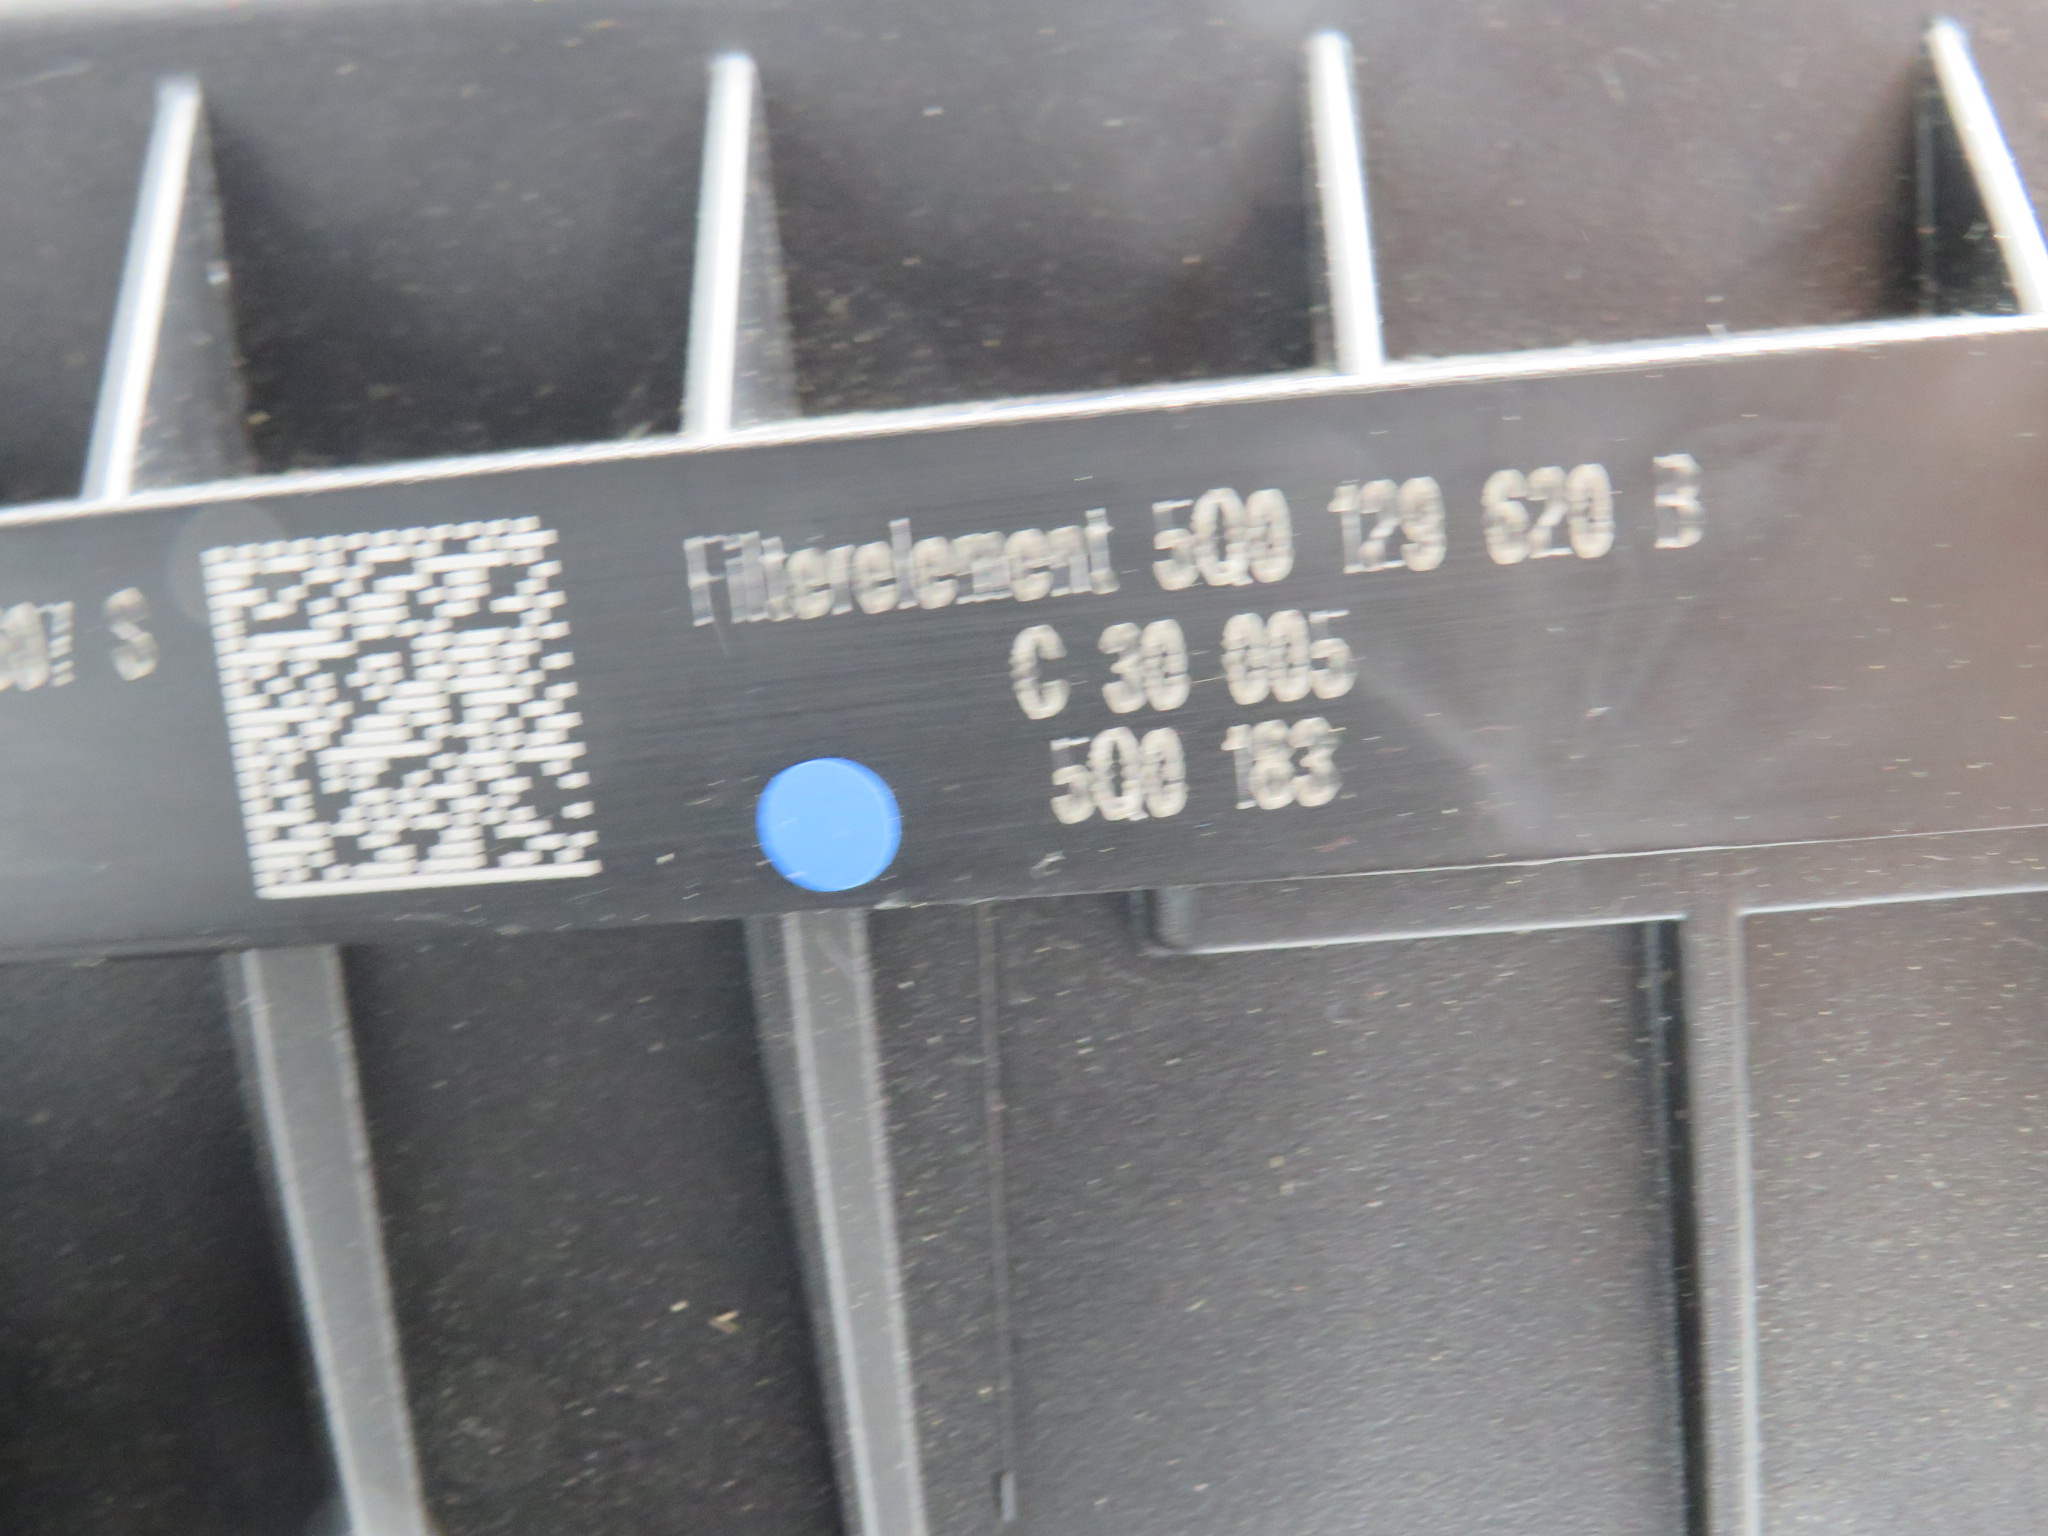 S
Filterelement 5Q0 129 620 B
C 30 005
5Q0 183